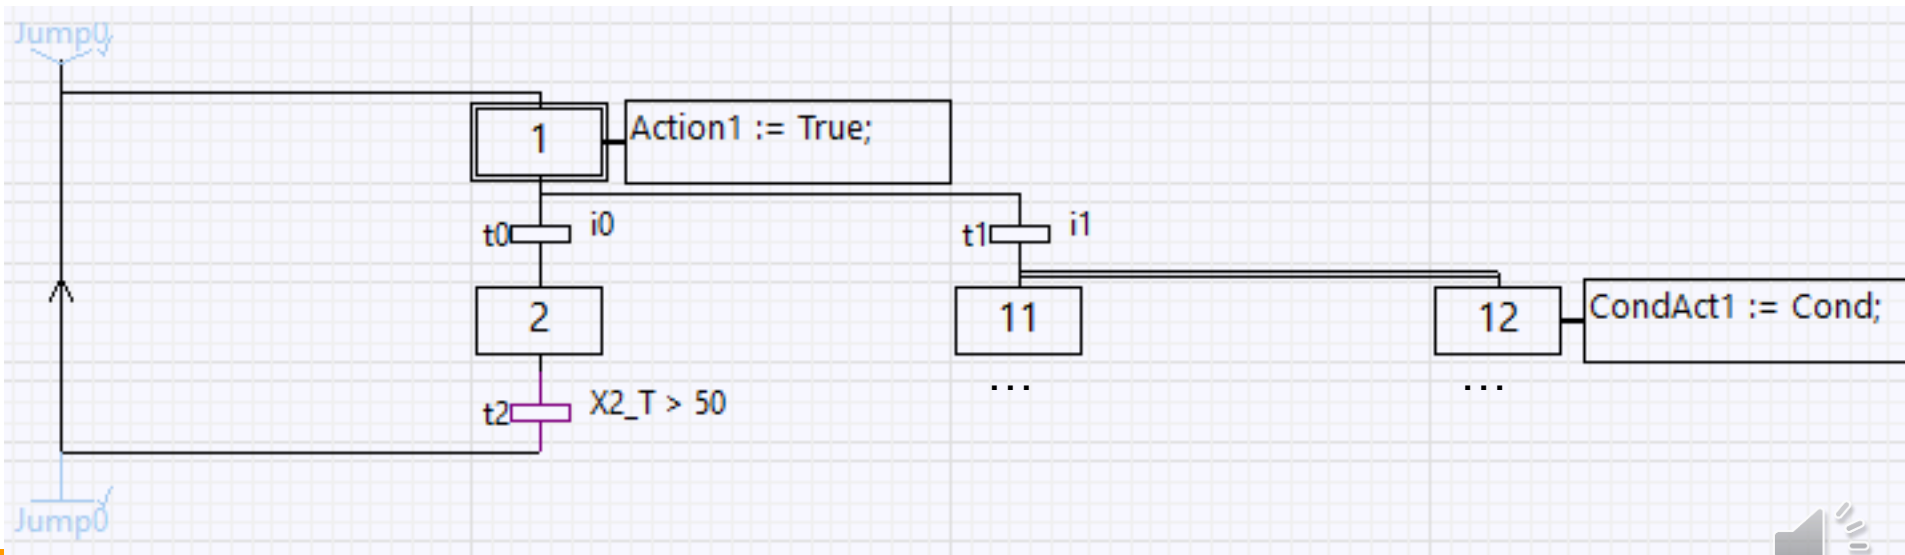 Jump0
1
Action1 := True;
t0
i0
t1
i1
2
11
12
CondAct1 := Cond;
...
...
t2
X2_T > 50
Jump0